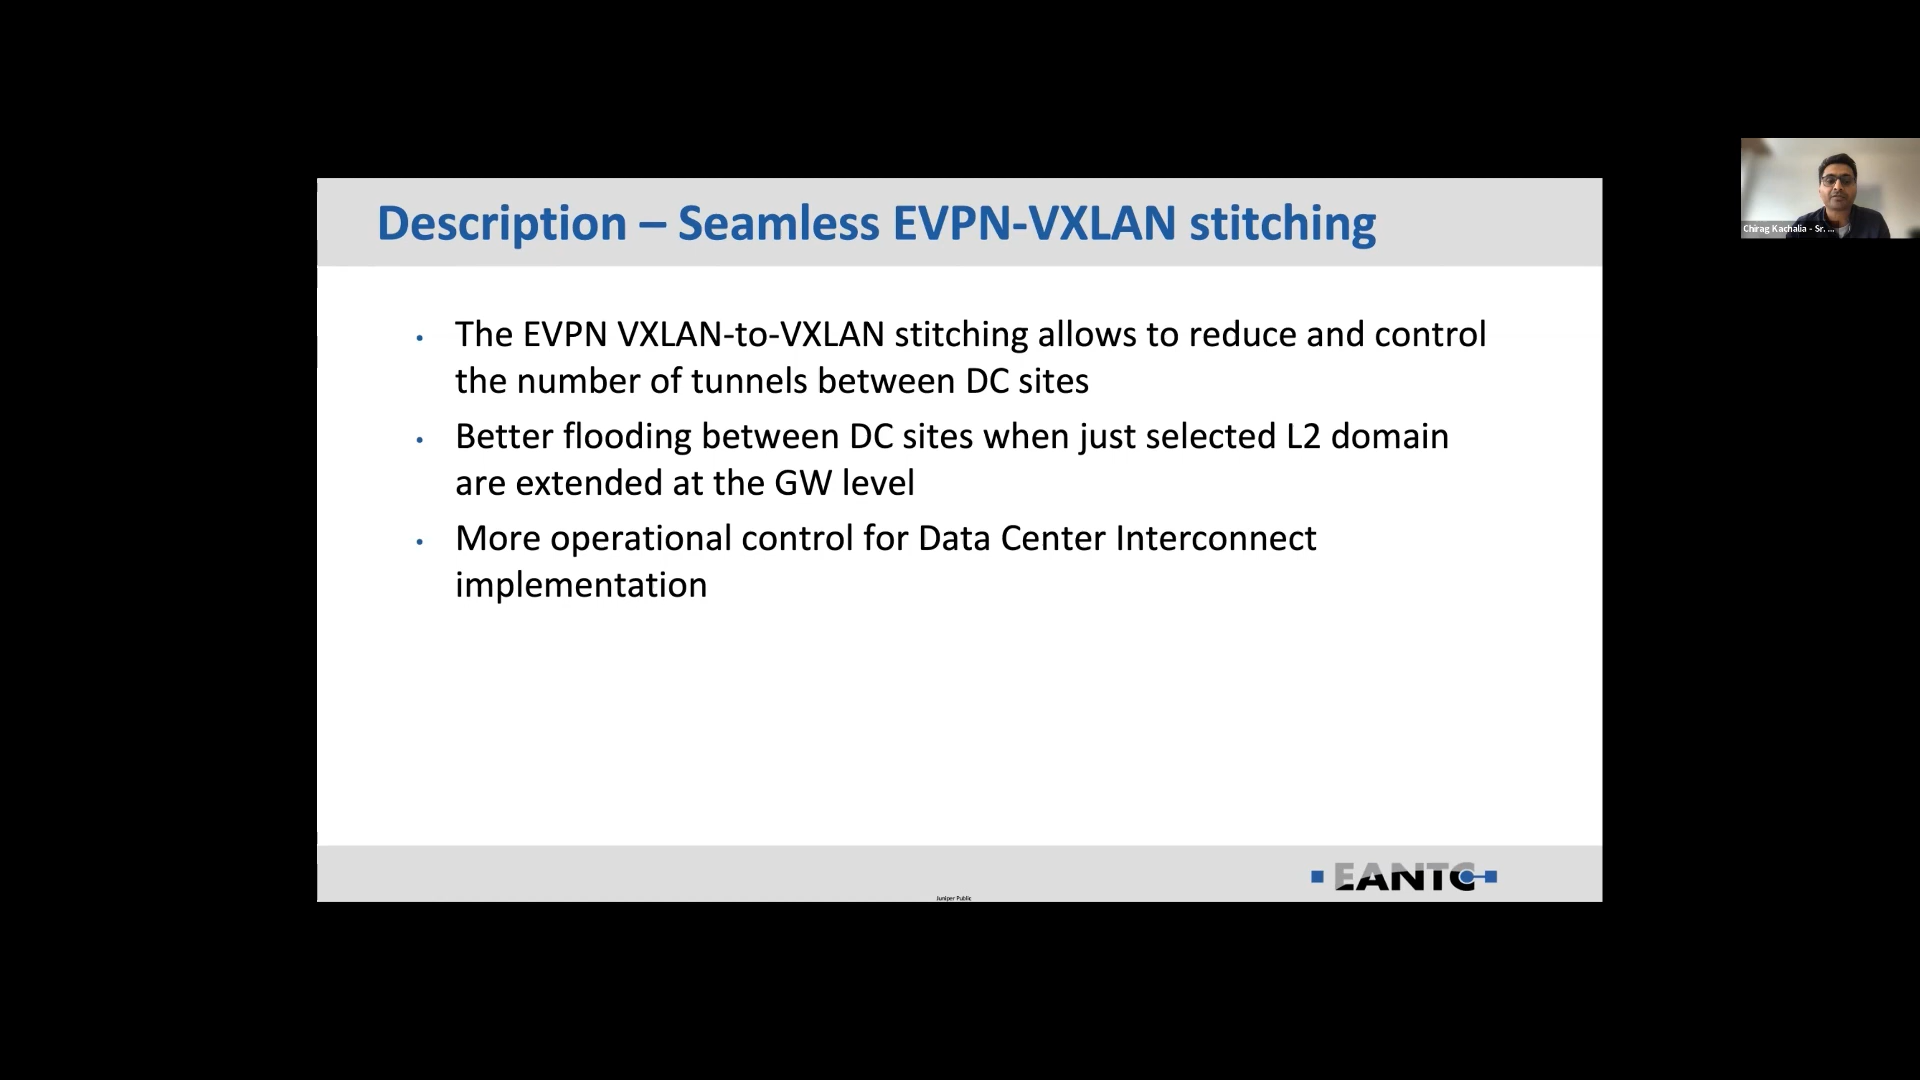 Description – Seamless EVPN-VXLAN stitching
Chirag Kachalia - Sr. ...
• The EVPN VXLAN-to-VXLAN stitching allows to reduce and control
the number of tunnels between DC sites
• Better flooding between DC sites when just selected L2 domain
are extended at the GW level
• More operational control for Data Center Interconnect
implementation
EANTC
Juniper Public